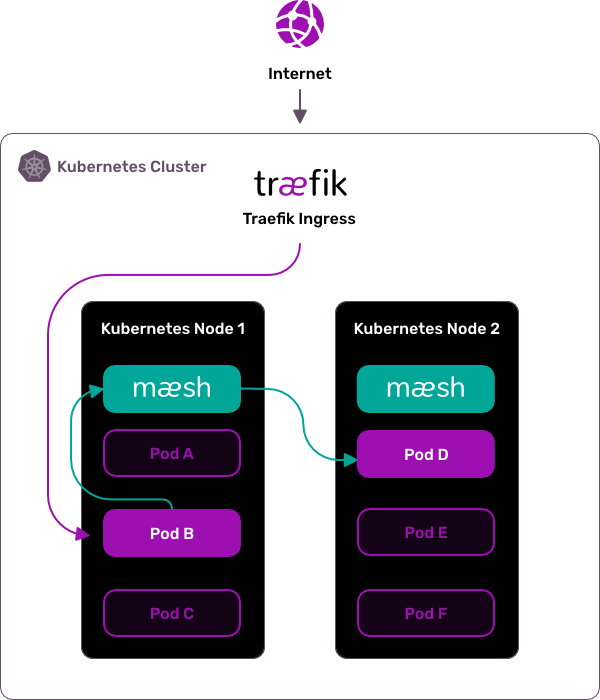 Internet
Kubernetes Cluster
træfik
Traefik Ingress
Kubernetes Node 1
Kubernetes Node 2
mæsh
mæsh
Pod A
Pod D
Pod B
Pod E
Pod C
Pod F